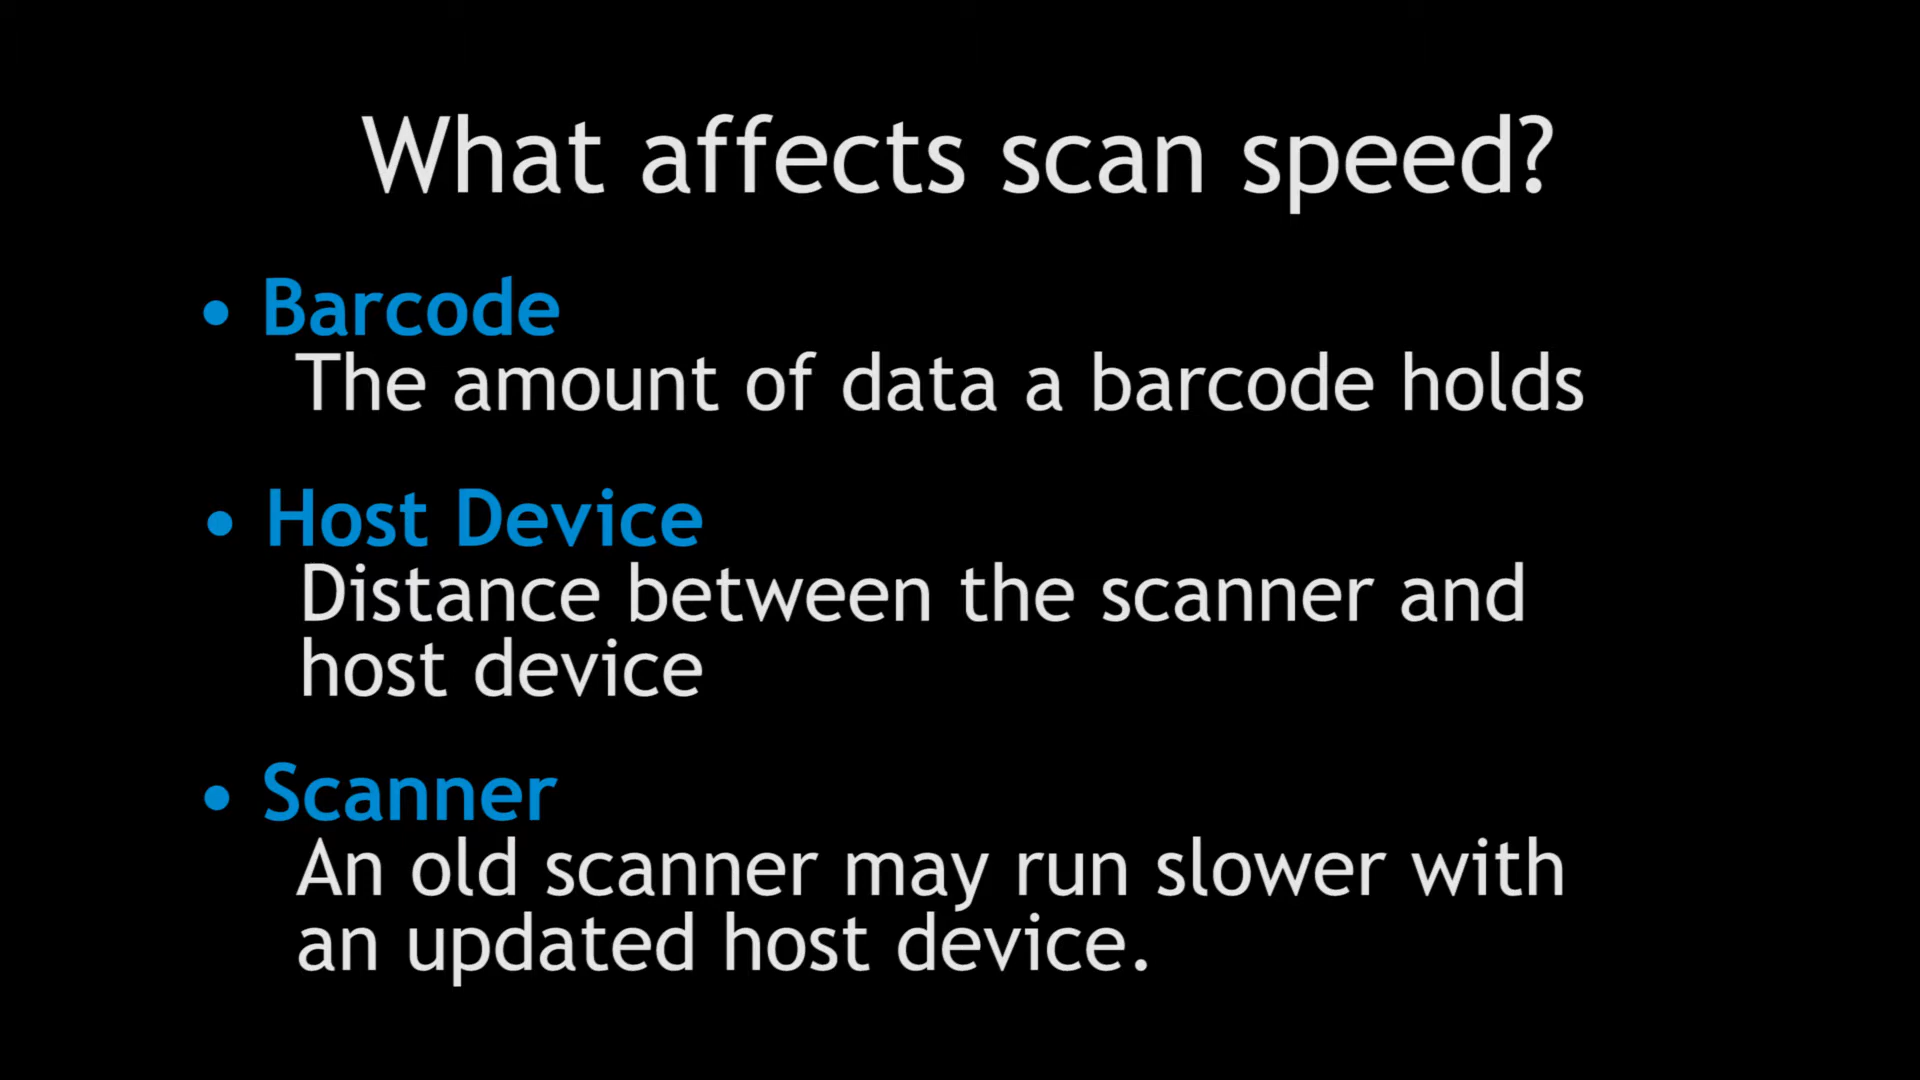 What affects scan speed?
• Barcode
The amount of data a barcode holds
• Host Device
Distance between the scanner and
host device
• Scanner
An old scanner may run slower with
an updated host device.